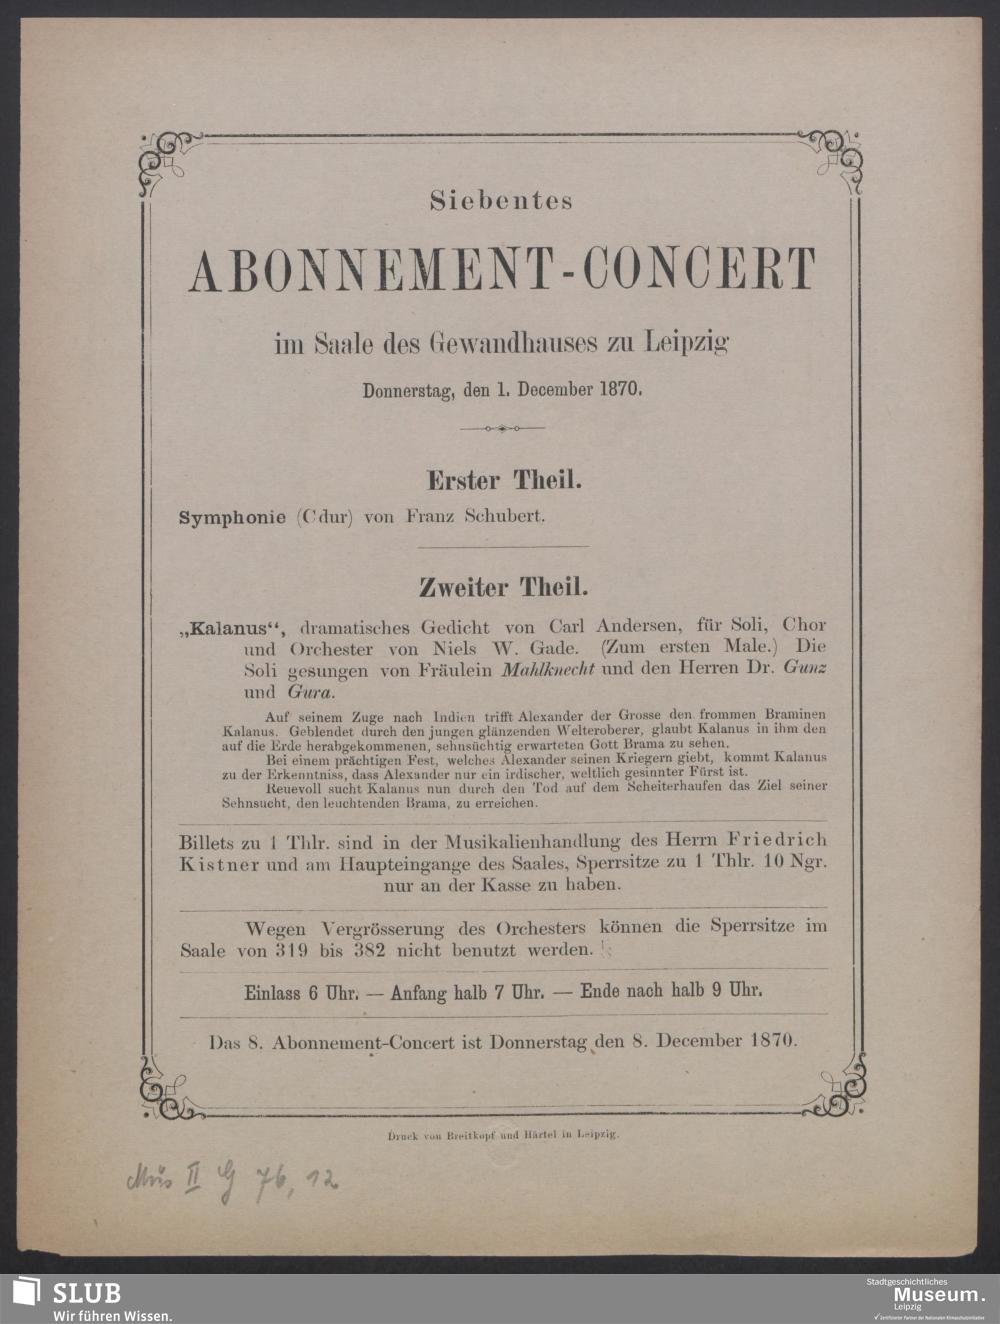 Siebentes
ABONNEMENT-CONCERT
im Saale des Gewandhauses zu Leipzig
Donnerstag, den 1. December 1870.
Erster Theil.
Symphonie (Cdur) von Franz Schubert.
Zweiter Theil.
„Kalanus“, dramatisches Gedicht von Carl Andersen, für Soli, Chor
und Orchester von Niels W. Gade. (Zum ersten Male.) Die
Soli gesungen von Fräulein Mahlknecht und den Herren Dr. Gunz
und Gura.
Auf seinem Zuge nach Indien trifft Alexander der Grosse den frommen Braminen
Kalanus. Geblendet durch den jungen glänzenden Welteroberer, glaubt Kalanus in ihm den
auf die Erde herabgekommenen, sehnsüchtig erwarteten Gott Brama zu sehen.
Bei einem prächtigen Fest, welches Alexander seinen Kriegern giebt, kommt Kalanus
zu der Erkenntniss, dass Alexander nur ein irdischer, weltlich gesinnter Fürst ist.
Reuevoll sucht Kalanus nun durch den Tod auf dem Scheiterhaufen das Ziel seiner
Sehnsucht, den leuchtenden Brama, zu erreichen.
Billets zu 1 Thlr. sind in der Musikalienhandlung des Herrn Friedrich
Kistner und am Haupteingange des Saales, Sperrsitze zu 1 Thlr. 10 Ngr.
nur an der Kasse zu haben.
Wegen Vergrösserung des Orchesters können die Sperrsitze im
Saale von 319 bis 382 nicht benutzt werden.
Einlass 6 Uhr. — Anfang halb 7 Uhr. — Ende nach halb 9 Uhr.
Das 8. Abonnement-Concert ist Donnerstag den 8. December 1870.
Druck von Breitkopf und Härtel in Leipzig.
Mus II G 76, 12
SLUB
Wir führen Wissen.
Stadtgeschichtliches
Museum.
Leipzig
Zertifizierter Partner der Nationalen Klimaschutzinitiative